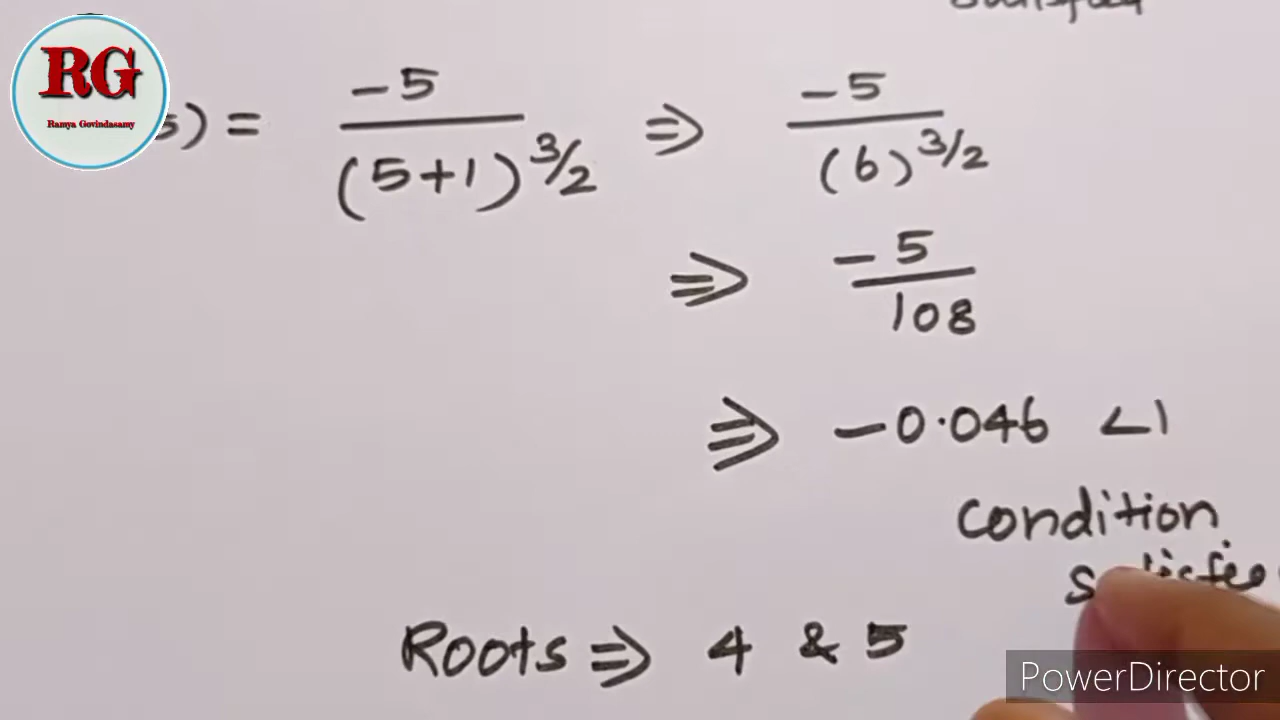 satisfied
RG
Ramya Govindasamy
s) = -5 / (5+1)^3/2 ⇒ -5 / (6)^3/2
⇒ -5 / 108
⇒ -0.046 <1
Condition
Roots ⇒ 4 & 5
PowerDirector